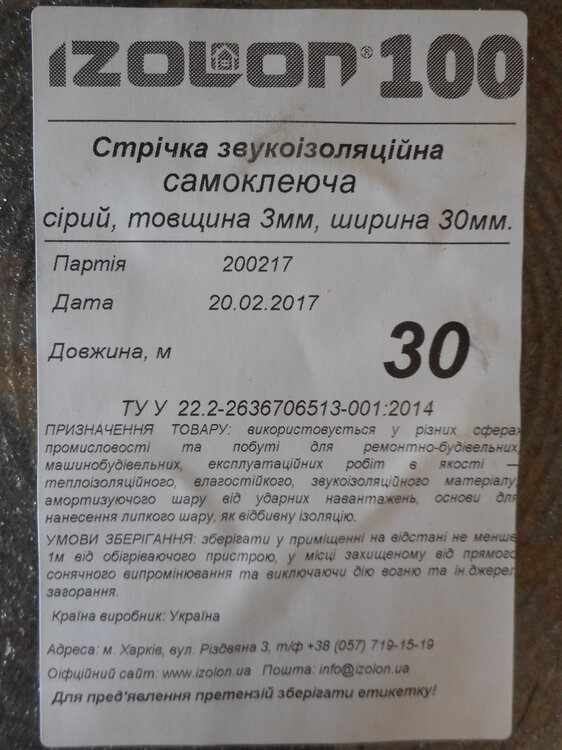 IZOLON® 100
Стрічка звукоізоляційна
самоклеюча
сірий, товщина 3мм, ширина 30мм.
Партія 200217
Дата 20.02.2017
Довжина, м 30
ТУ У 22.2-2636706513-001:2014
ПРИЗНАЧЕННЯ ТОВАРУ: використовується у різних сферах
промисловості та побуті для ремонтно-будівельних,
машинобудівельних, експлуатаційних робіт в якості –
теплоізоляційного, влагостійкого, звукоізоляційного матеріалу,
амортизуючого шару від ударних навантажень, основи для
нанесення липкого шару, як відбивну ізоляцію.
УМОВИ ЗБЕРІГАННЯ: зберігати у приміщенні на відстані не менше
1м від обігріваючого пристрою, у місці захищеному від прямого
сонячного випромінювання та виключаючи дію вогню та ін.джерел
загорання.
Країна виробник: Україна
Адреса: м. Харків, вул. Різдвяна 3, т/ф +38 (057) 719-15-19
Оіфційний сайт: www.izolon.ua Пошта: info@izolon.ua
Для пред'явлення претензій зберігати етикетку!